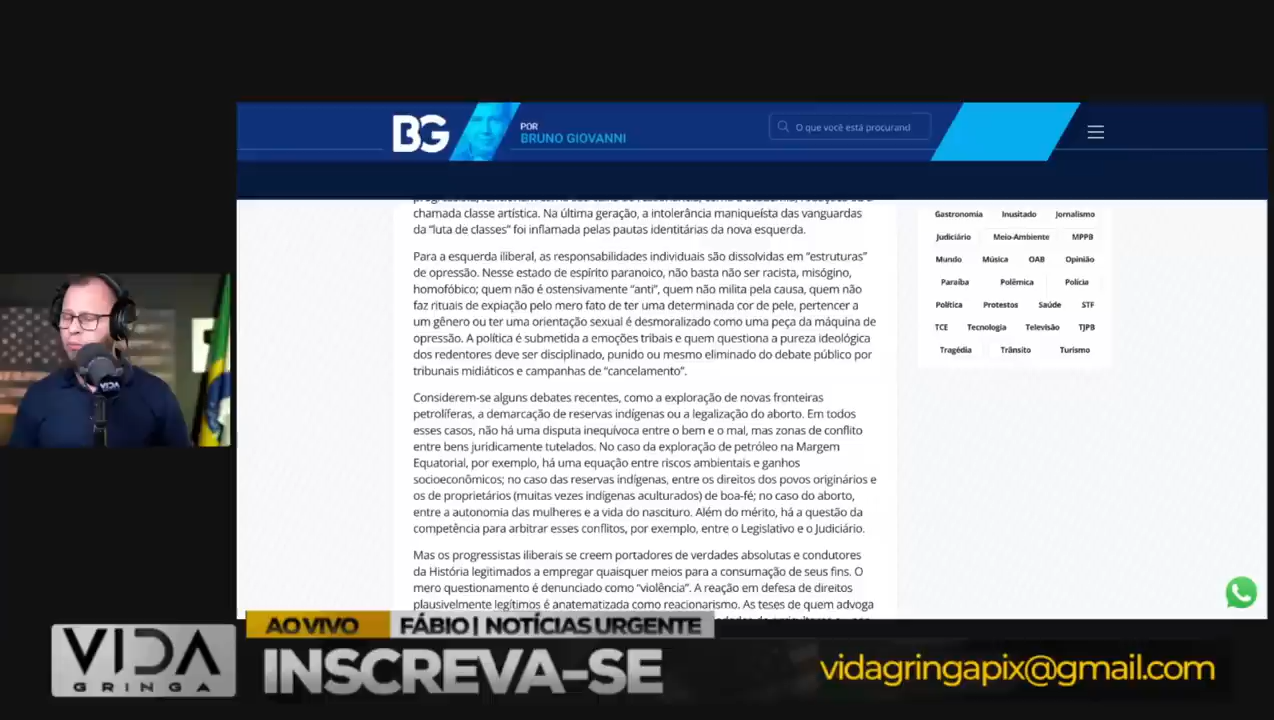 BG
POR
BRUNO GIOVANNI
O que você está procurand
chamada classe artística. Na última geração, a intolerância maniqueísta das vanguardas
da “luta de classes” foi inflamada pelas pautas identitárias da nova esquerda.
Para a esquerda iliberal, as responsabilidades individuais são dissolvidas em “estruturas”
de opressão. Nesse estado de espírito paranoico, não basta não ser racista, misógino,
homofóbico; quem não é ostensivamente “anti”, quem não milita pela causa, quem não
faz rituais de expiação pelo mero fato de ter uma determinada cor de pele, pertencer a
um gênero ou ter uma orientação sexual é desmoralizado como uma peça da máquina de
opressão. A política é submetida a emoções tribais e quem questiona a pureza ideológica
dos redentores deve ser disciplinado, punido ou mesmo eliminado do debate público por
tribunais midiáticos e campanhas de “cancelamento”.
Considerem-se alguns debates recentes, como a exploração de novas fronteiras
petrolíferas, a demarcação de reservas indígenas ou a legalização do aborto. Em todos
esses casos, não há uma disputa inequívoca entre o bem e o mal, mas zonas de conflito
entre bens juridicamente tutelados. No caso da exploração de petróleo na Margem
Equatorial, por exemplo, há uma equação entre riscos ambientais e ganhos
socioeconômicos; no caso das reservas indígenas, entre os direitos dos povos originários e
os de proprietários (muitas vezes indígenas aculturados) de boa-fé; no caso do aborto,
entre a autonomia das mulheres e a vida do nascituro. Além do mérito, há a questão da
competência para arbitrar esses conflitos, por exemplo, entre o Legislativo e o Judiciário.
Mas os progressistas iliberais se creem portadores de verdades absolutas e condutores
da História legitimados a empregar quaisquer meios para a consumação de seus fins. O
mero questionamento é denunciado como “violência”. A reação em defesa de direitos
plausivelmente legítimos é anatematizada como reacionarismo. As teses de quem advoga
Gastronomia Inusitado Jornalismo
Judiciário Meio-Ambiente MPPB
Mundo Música OAB Opinião
Paraíba Polêmica Polícia
Política Protestos Saúde STF
TCE Tecnologia Televisão TJPB
Tragédia Trânsito Turismo
VIDA
AO VIVO FÁBIO | NOTÍCIAS URGENTE
VIDA
GRINGA
INSCREVA-SE
vidagringapix@gmail.com